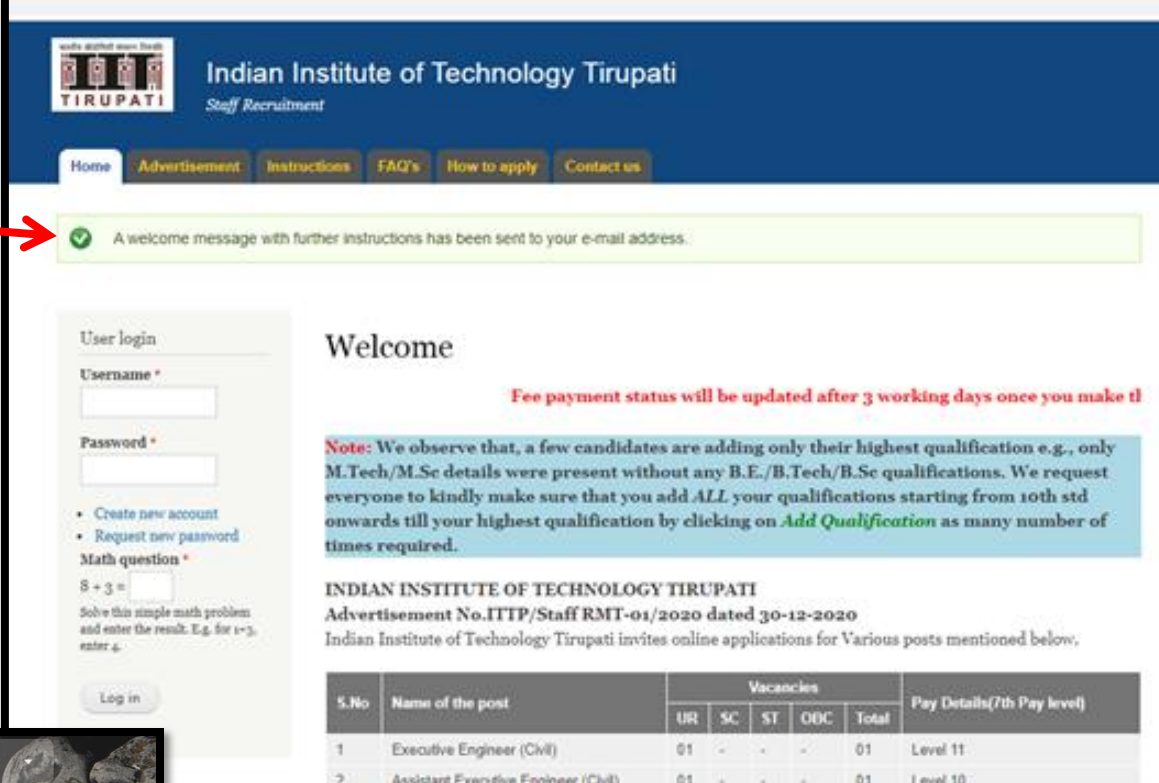 TIRUPATI
Indian Institute of Technology Tirupati
Staff Recruitment
Home Advertisement Instructions FAQ's How to apply Contact us
A welcome message with further instructions has been sent to your e-mail address.
User login
Username *
Password *
• Create new account
• Request new password
Math question *
8 + 3 =
Solve this simple math problem
and enter the result. E.g. for 1+3,
enter 4.
Log in
Welcome
Fee payment status will be updated after 3 working days once you make
Note: We observe that, a few candidates are adding only their highest qualification e.g., only
M.Tech/M.Sc details were present without any B.E./B.Tech/B.Sc qualifications. We request
everyone to kindly make sure that you add ALL your qualifications starting from 10th std
onwards till your highest qualification by clicking on Add Qualification as many number of
times required.
INDIAN INSTITUTE OF TECHNOLOGY TIRUPATI
Advertisement No.ITTP/Staff RMT-01/2020 dated 30-12-2020
Indian Institute of Technology Tirupati invites online applications for Various posts mentioned below.
S.No Name of the post Vacancies Pay Details(7th Pay level)
UR SC ST OBC Total
1 Executive Engineer (Civil) 01 - - - 01 Level 11
2 Assistant Executive Engineer (Civil) 01 - - - 01 Level 10